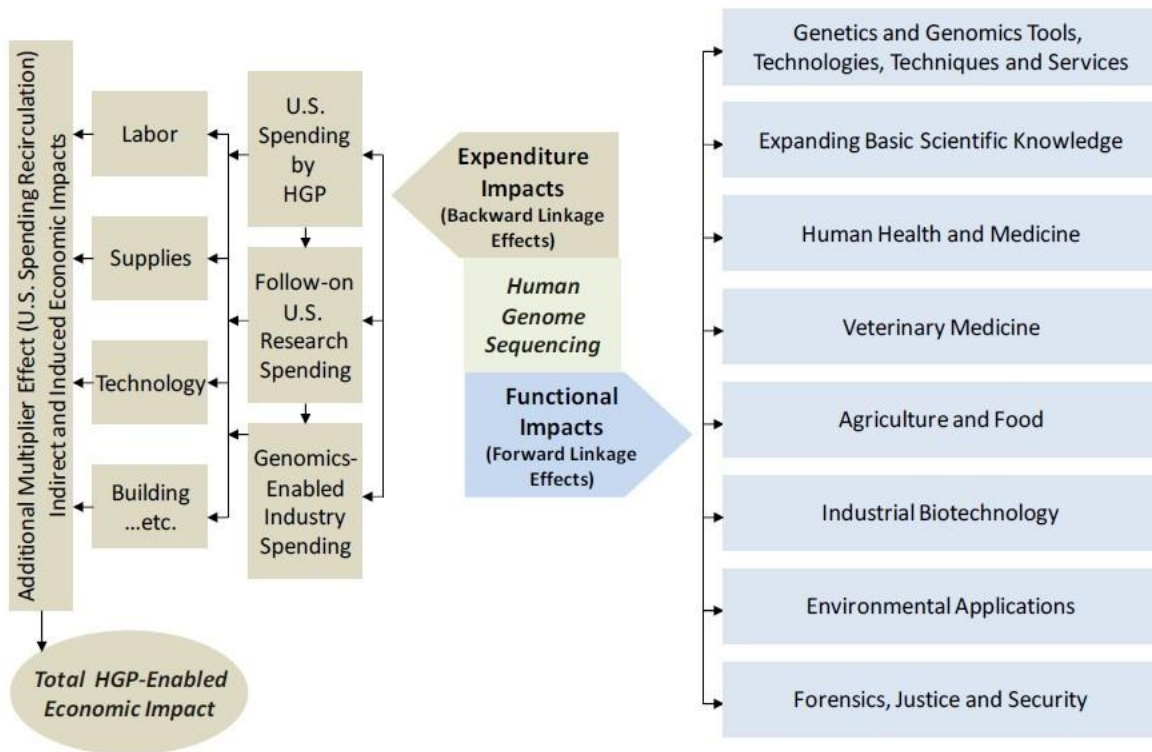 Additional Multiplier Effect (U.S. Spending Recirculation)
Indirect and Induced Economic Impacts
Labor
Supplies
Technology
Building
...etc.
U.S.
Spending
by
HGP
Follow-on
U.S.
Research
Spending
Genomics-
Enabled
Industry
Spending
Total HGP-Enabled
Economic Impact
Expenditure
Impacts
(Backward Linkage
Effects)
Human
Genome
Sequencing
Functional
Impacts
(Forward Linkage
Effects)
Genetics and Genomics Tools,
Technologies, Techniques and Services
Expanding Basic Scientific Knowledge
Human Health and Medicine
Veterinary Medicine
Agriculture and Food
Industrial Biotechnology
Environmental Applications
Forensics, Justice and Security